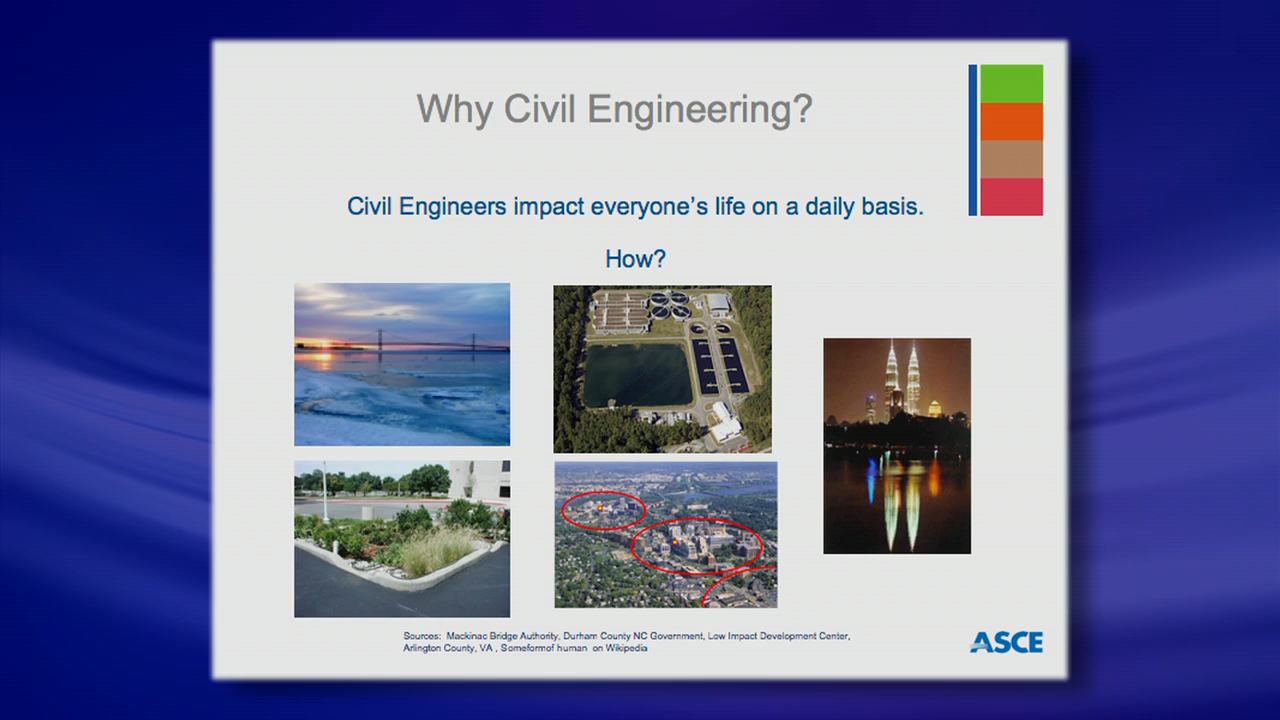 Why Civil Engineering?
Civil Engineers impact everyone's life on a daily basis.
How?
Sources: Mackinac Bridge Authority, Durham County NC Government, Low Impact Development Center,
Arlington County, VA , Someformof human on Wikipedia
ASCE